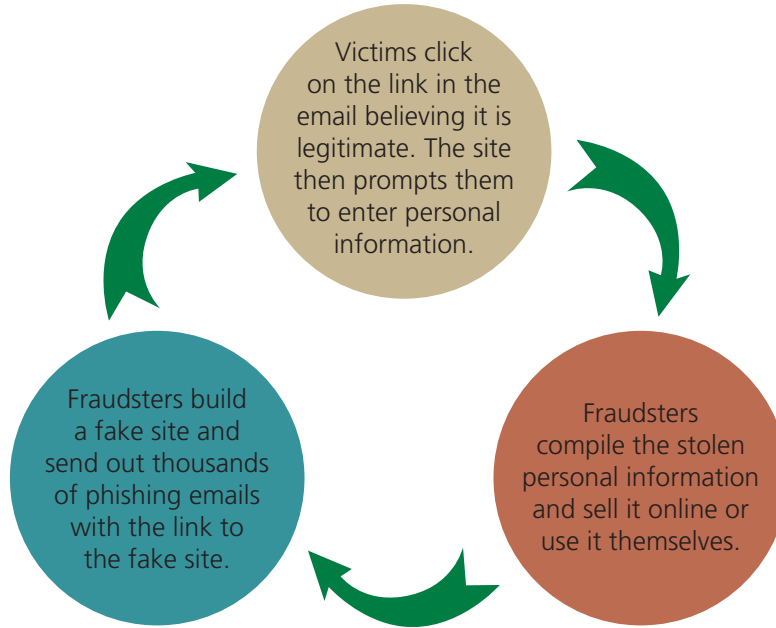 Victims click
on the link in the
email believing it is
legitimate. The site
then prompts them
to enter personal
information.
Fraudsters build
a fake site and
send out thousands
of phishing emails
with the link to
the fake site.
Fraudsters
compile the stolen
personal information
and sell it online or
use it themselves.